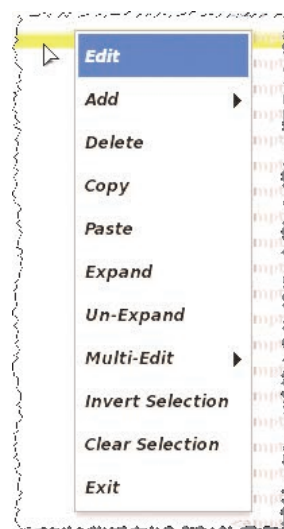 Edit
Add
Delete
Copy
Paste
Expand
Un-Expand
Multi-Edit
Invert Selection
Clear Selection
Exit